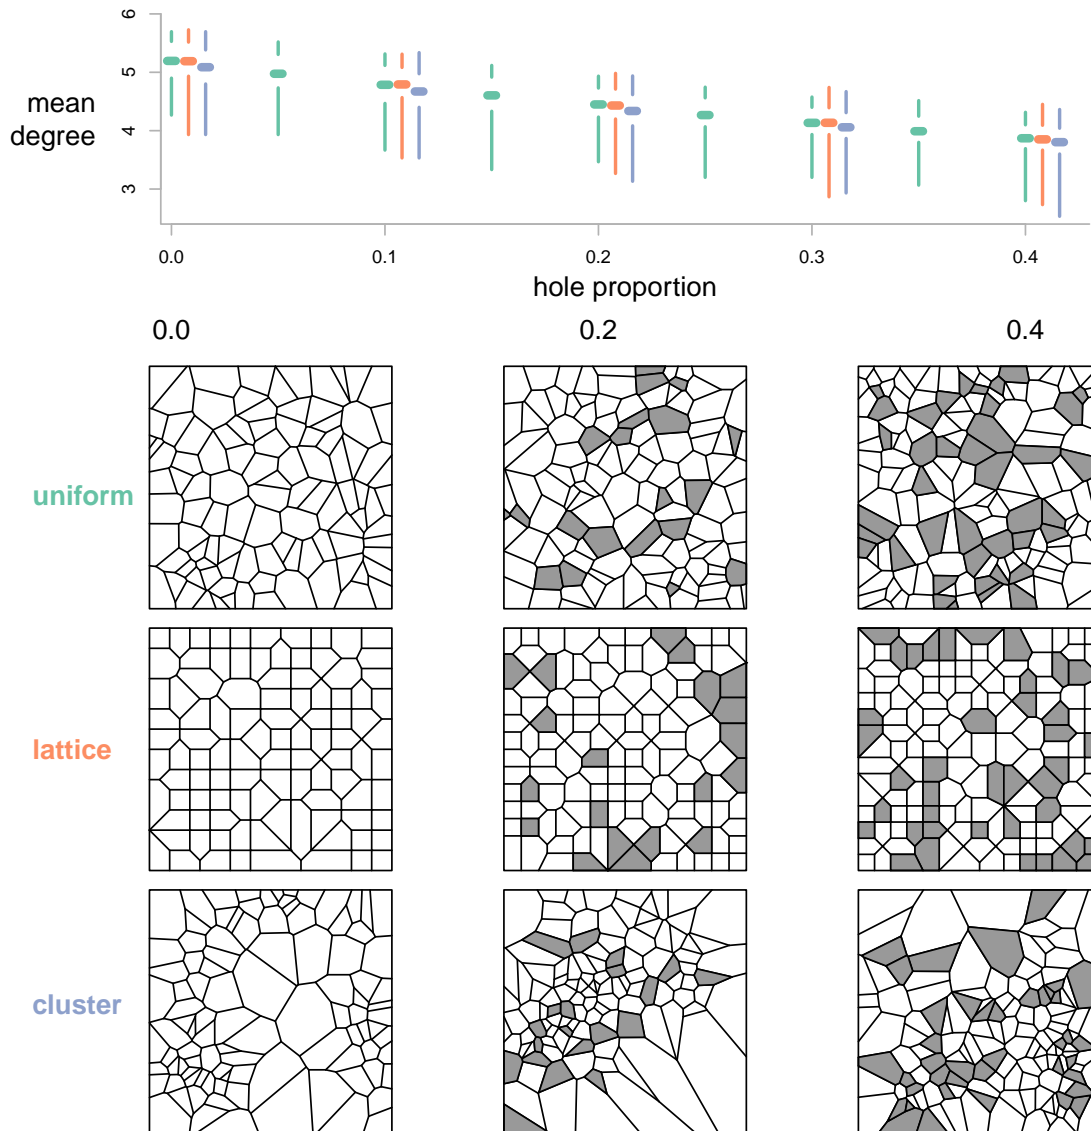 6
5
mean
degree
4
3
0.0 0.1 0.2 0.3 0.4
hole proportion
0.0 0.2 0.4
uniform
lattice
cluster